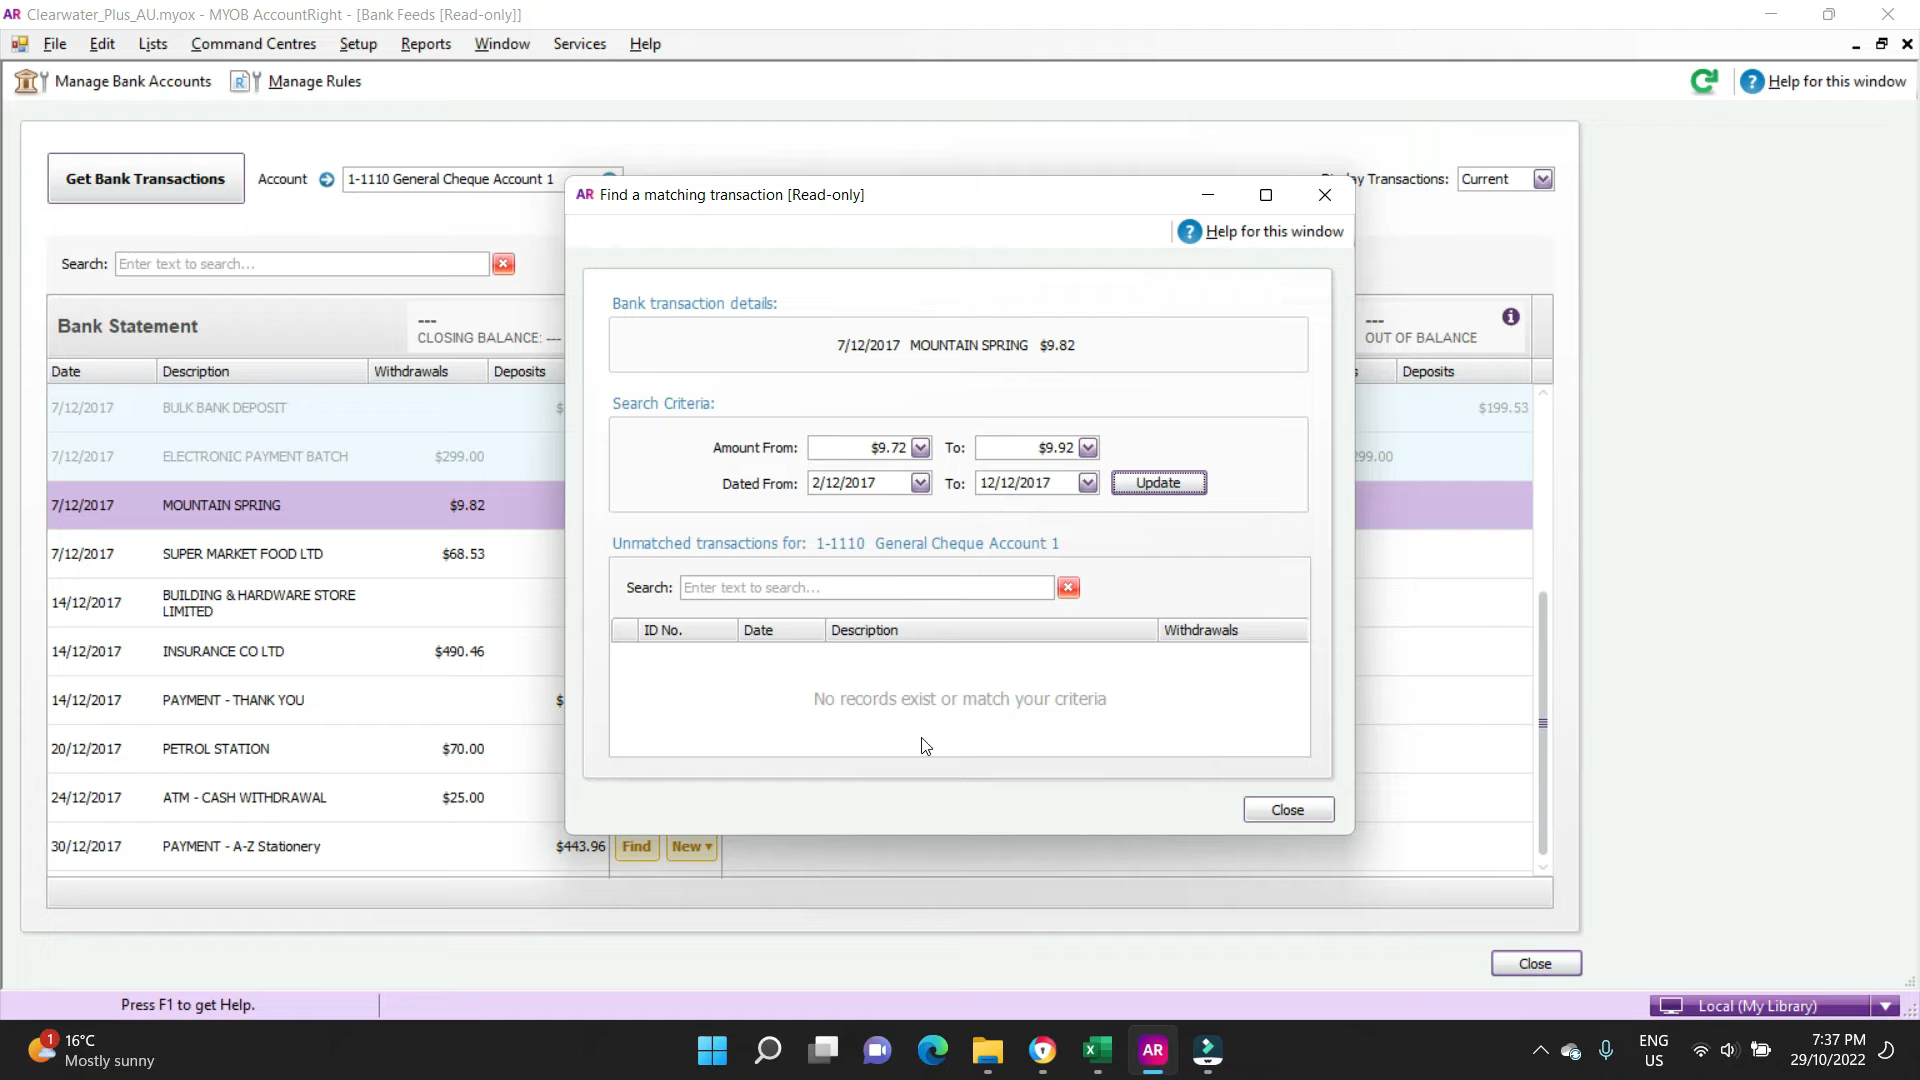 AR Clearwater_Plus_AU.myox - MYOB AccountRight - [Bank Feeds [Read-only]]
File Edit Lists Command Centres Setup Reports Window Services Help
Manage Bank Accounts R Manage Rules ? Help for this window
Get Bank Transactions Account 1-1110 General Cheque Account 1 Transactions: Current
AR Find a matching transaction [Read-only]
? Help for this window
Search: Enter text to search...
Bank transaction details:
7/12/2017 MOUNTAIN SPRING $9.82
Bank Statement
---
CLOSING BALANCE: ---
---
OUT OF BALANCE
Date Description Withdrawals Deposits s Deposits
7/12/2017 BULK BANK DEPOSIT $ $199.53
7/12/2017 ELECTRONIC PAYMENT BATCH $299.00 99.00
7/12/2017 MOUNTAIN SPRING $9.82
7/12/2017 SUPER MARKET FOOD LTD $68.53
14/12/2017 BUILDING & HARDWARE STORE
LIMITED
14/12/2017 INSURANCE CO LTD $490.46
14/12/2017 PAYMENT - THANK YOU $
20/12/2017 PETROL STATION $70.00
24/12/2017 ATM - CASH WITHDRAWAL $25.00
30/12/2017 PAYMENT - A-Z Stationery $443.96 Find New
Search Criteria:
Amount From: $9.72 To: $9.92
Dated From: 2/12/2017 To: 12/12/2017 Update
Unmatched transactions for: 1-1110 General Cheque Account 1
Search: Enter text to search...
ID No. Date Description Withdrawals
No records exist or match your criteria
Close
Close
Press F1 to get Help. Local (My Library)
1 16°C
Mostly sunny
AR
ENG
US
7:37 PM
29/10/2022